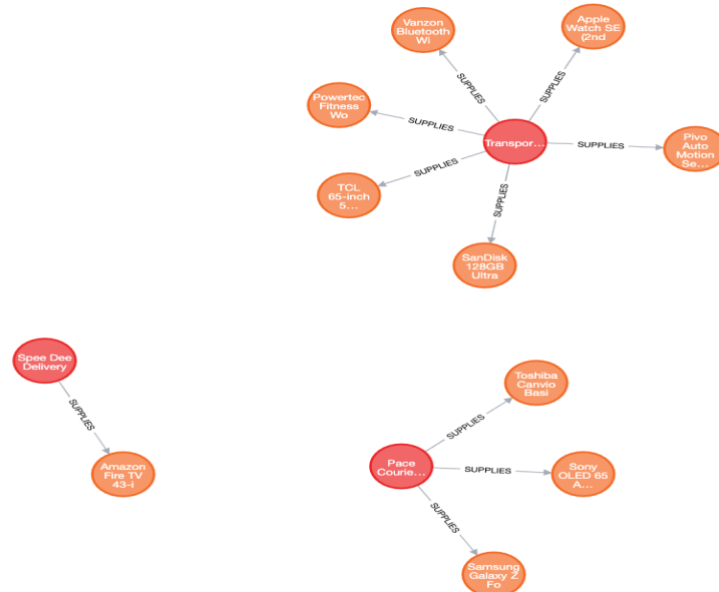 Vanzon
Bluetooth
Wi
Apple
Watch SE
(2nd
SUPPLIES
SUPPLIES
Powertec
Fitness
Wo
SUPPLIES
Transpor...
SUPPLIES
Pivo
Auto
Motion
Se...
SUPPLIES
TCL
65-inch
5...
SUPPLIES
SanDisk
128GB
Ultra
Spee Dee
Delivery
SUPPLIES
Amazon
Fire TV
43-i
Toshiba
Canvio
Basi
SUPPLIES
Pace
Courie...
SUPPLIES
Sony
OLED 65
A...
SUPPLIES
Samsung
Galaxy Z
Fo